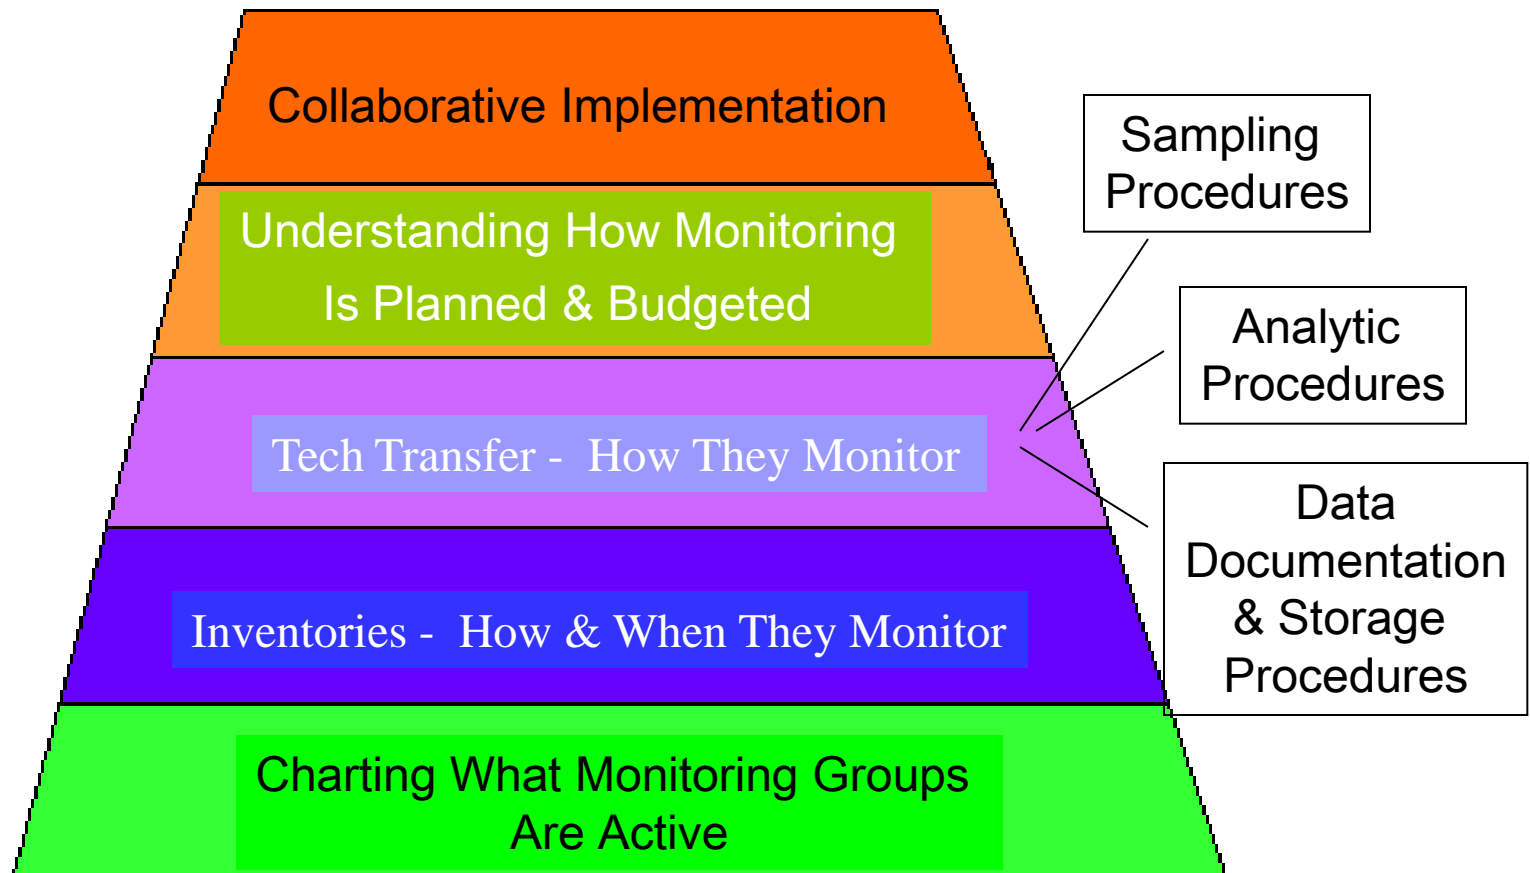 Collaborative Implementation
Understanding How Monitoring
Is Planned & Budgeted
Tech Transfer -  How They Monitor
Inventories -  How & When They Monitor
Charting What Monitoring Groups
Are Active
Sampling
Procedures
Analytic
Procedures
Data
Documentation
& Storage
Procedures